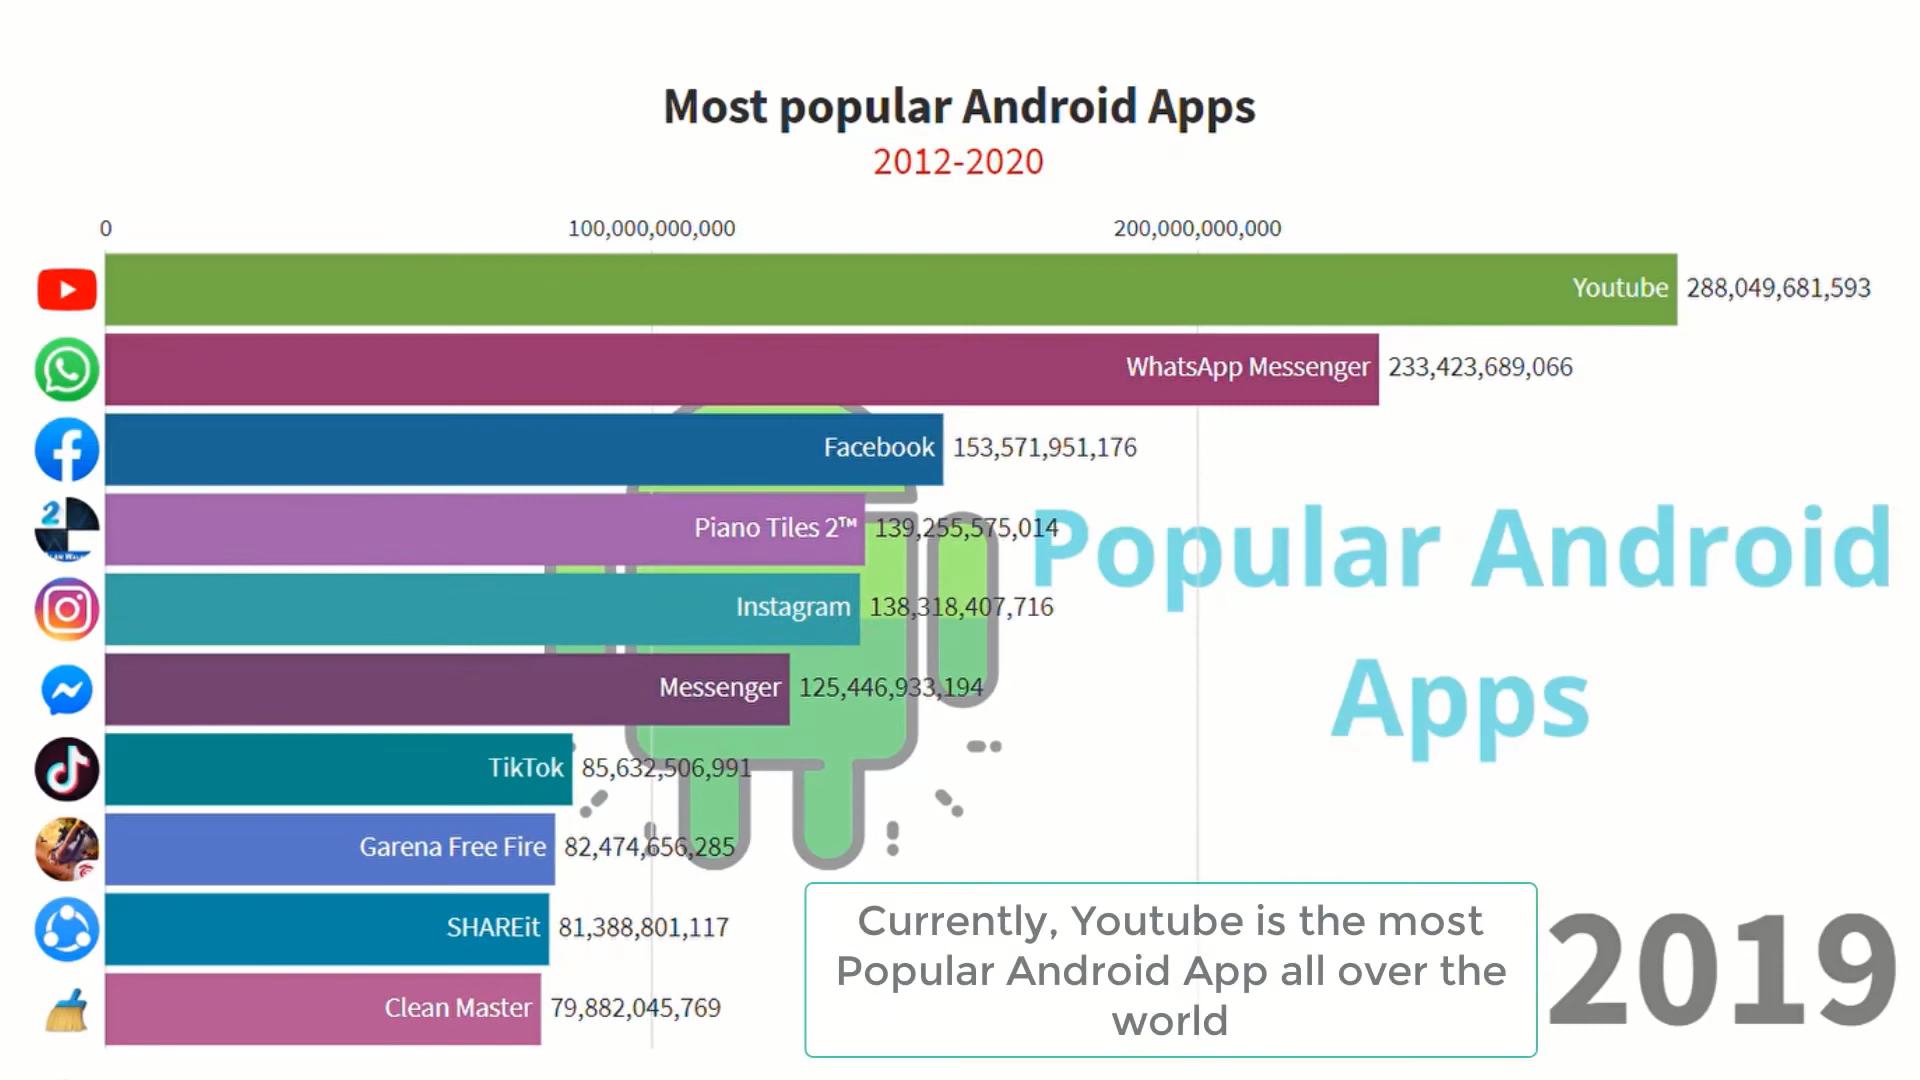 Most popular Android Apps
2012-2020
0 100,000,000,000 200,000,000,000
Youtube 288,049,681,593
WhatsApp Messenger 233,423,689,066
Facebook 153,571,951,176
2
Piano Tiles 2™ 139,255,575,014
Popular Android
Instagram 138,318,407,716
Messenger 125,446,933,194
Apps
TikTok 85,632,506,991
Garena Free Fire 82,474,656,285
SHAREit 81,388,801,117
Clean Master 79,882,045,769
Currently, Youtube is the most
Popular Android App all over the
world
2019